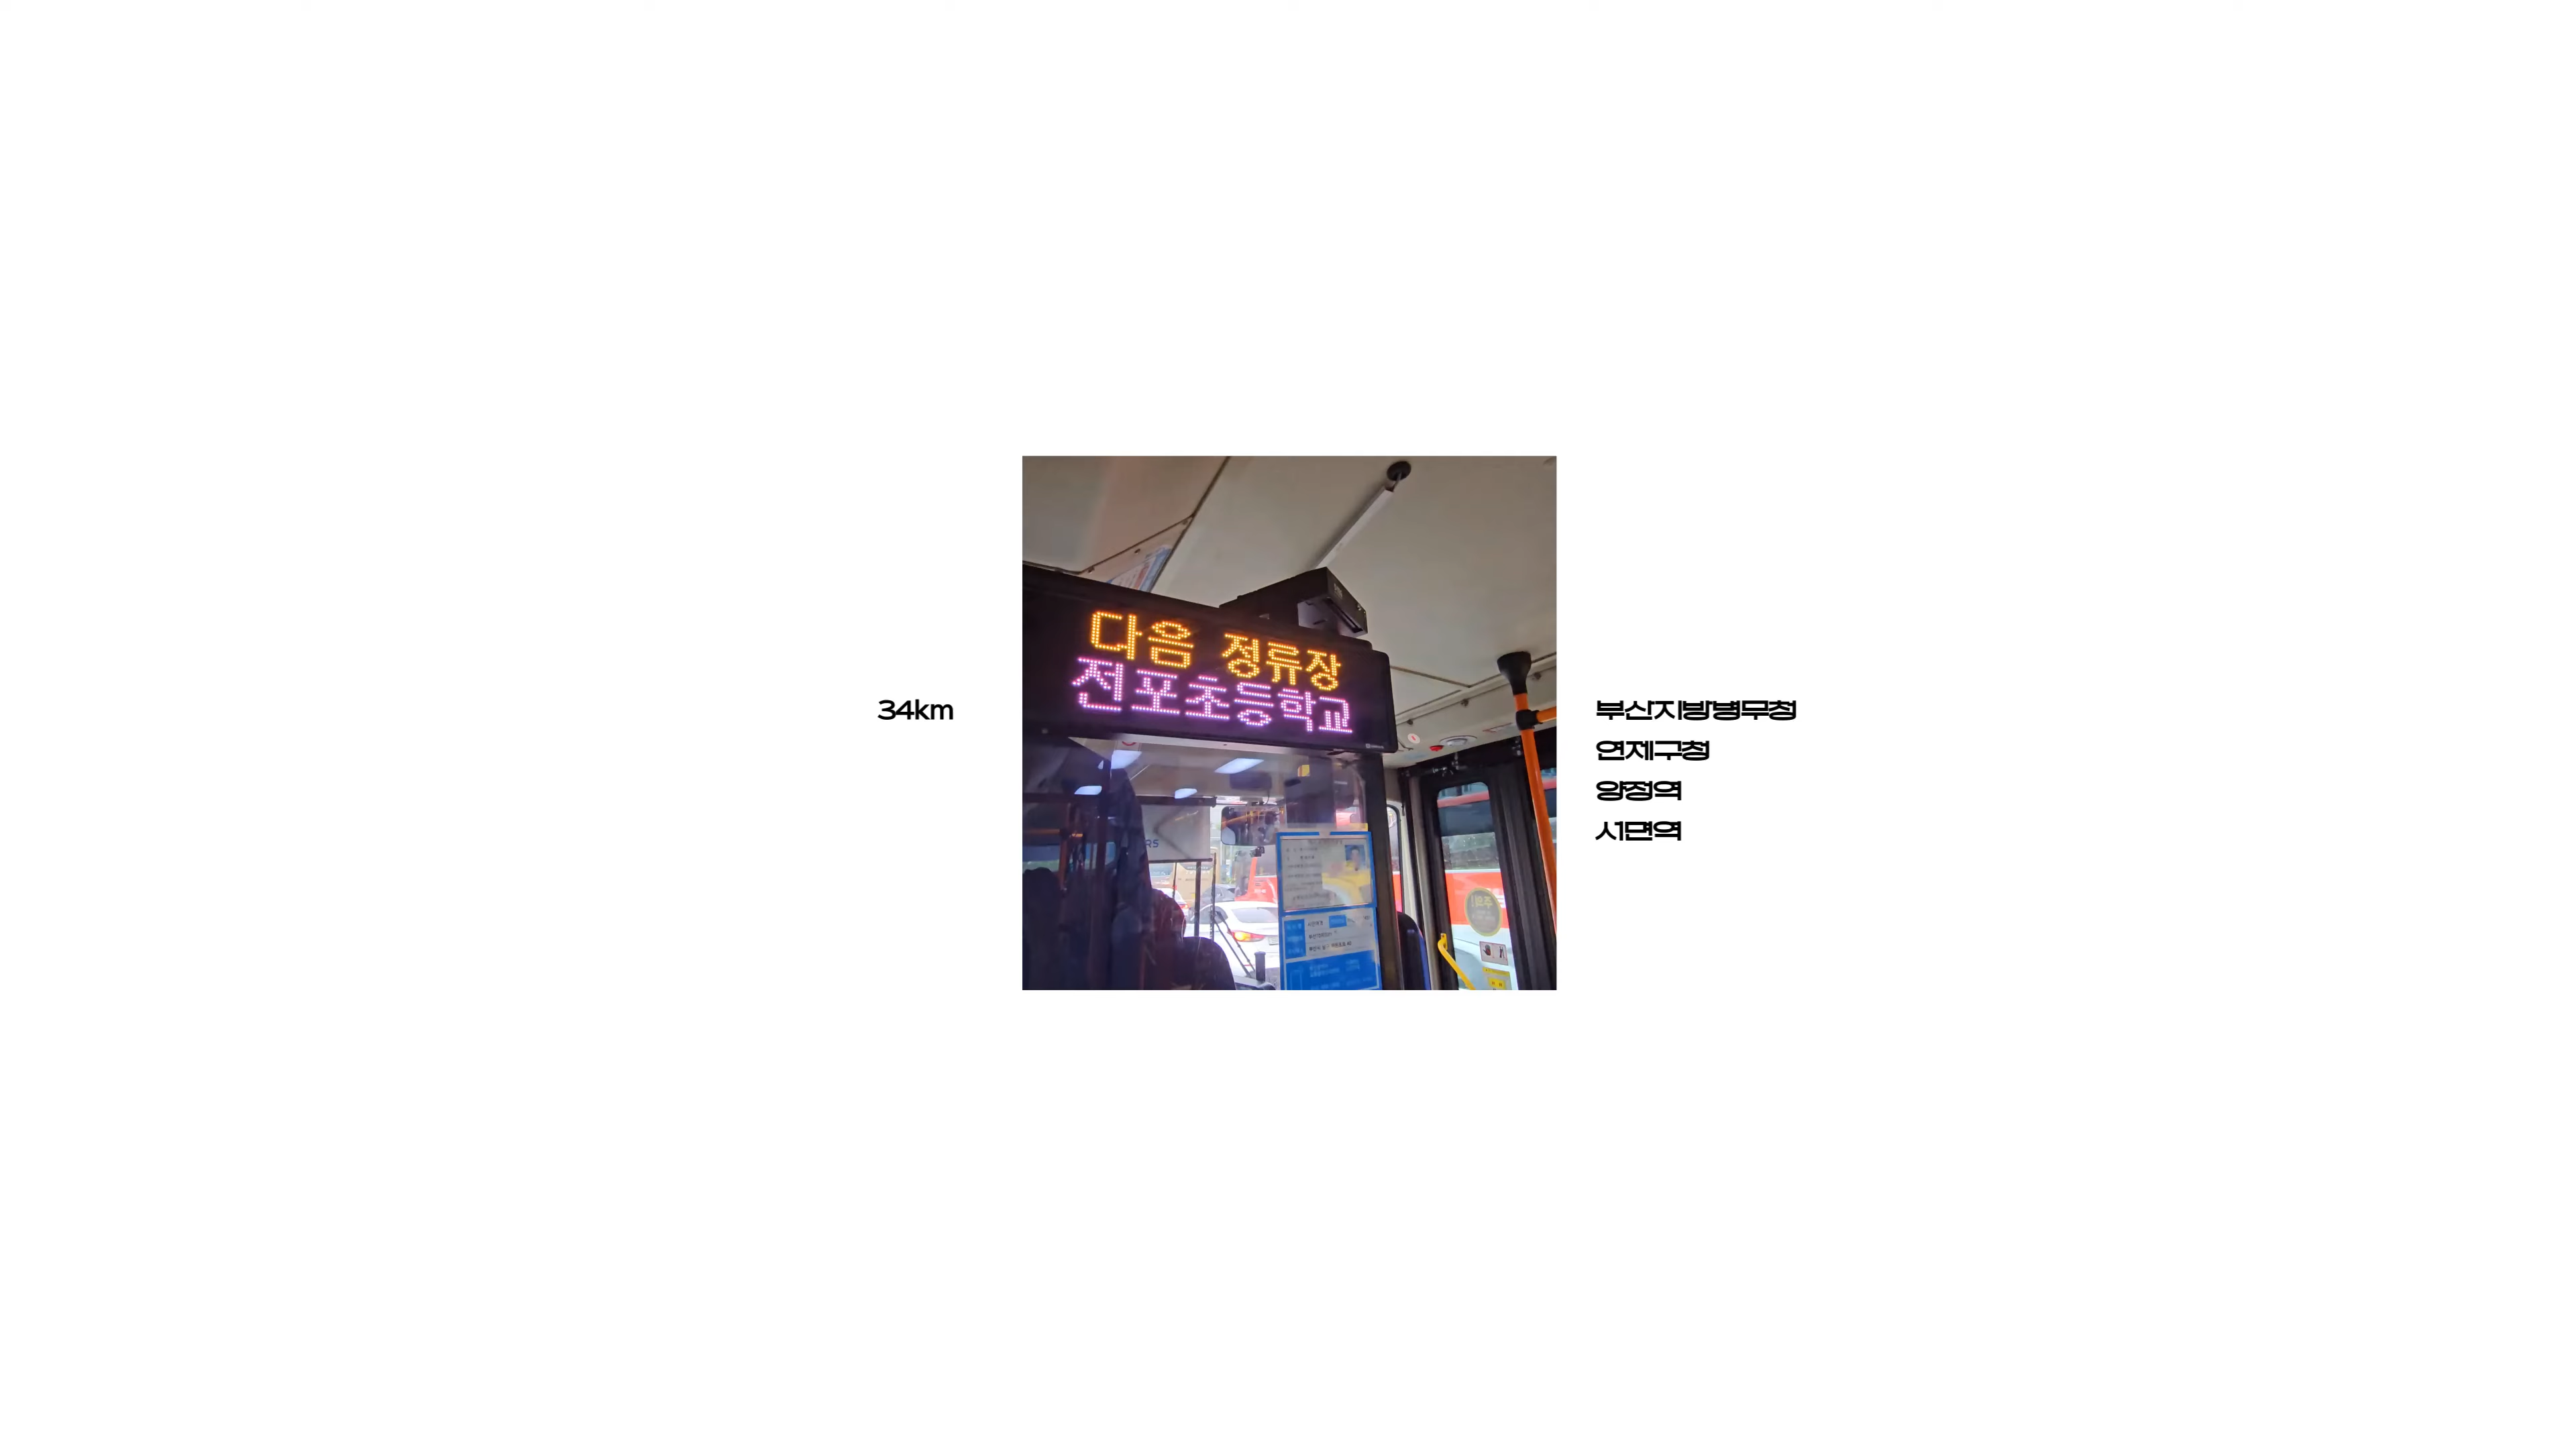 34km
다음 정류장
전포초등학교
부산지방병무청
연제구청
양정역
서면역